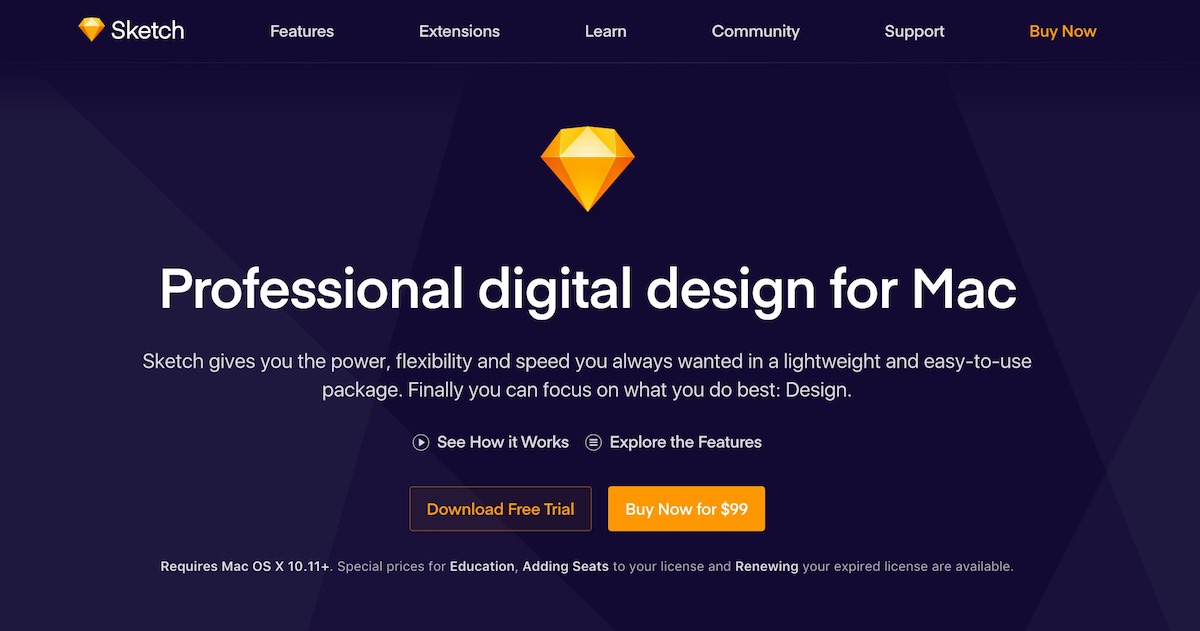 Sketch
Features
Extensions
Learn
Community
Support
Buy Now
Professional digital design for Mac
Sketch gives you the power, flexibility and speed you always wanted in a lightweight and easy-to-use
package. Finally you can focus on what you do best: Design.
See How it Works
Explore the Features
Download Free Trial
Buy Now for $99
Requires Mac OS X 10.11+. Special prices for Education, Adding Seats to your license and Renewing your expired license are available.